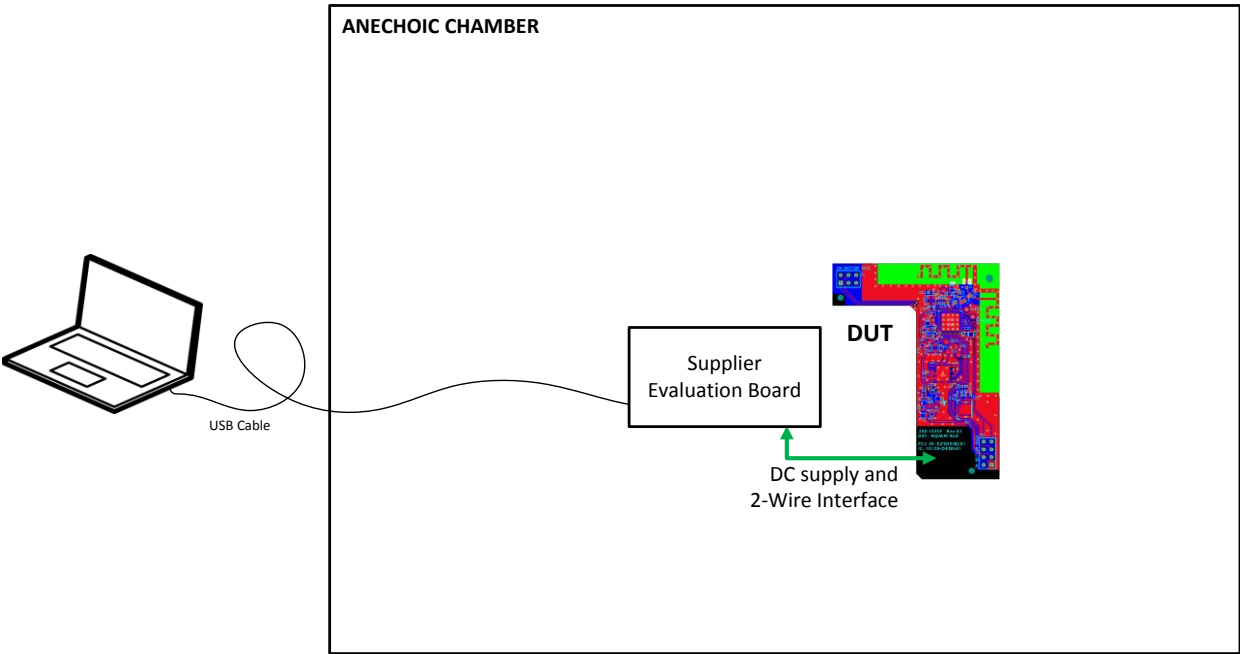 ANECHOIC CHAMBER
DUT
Supplier
Evaluation Board
USB Cable
DC supply and
2-Wire Interface